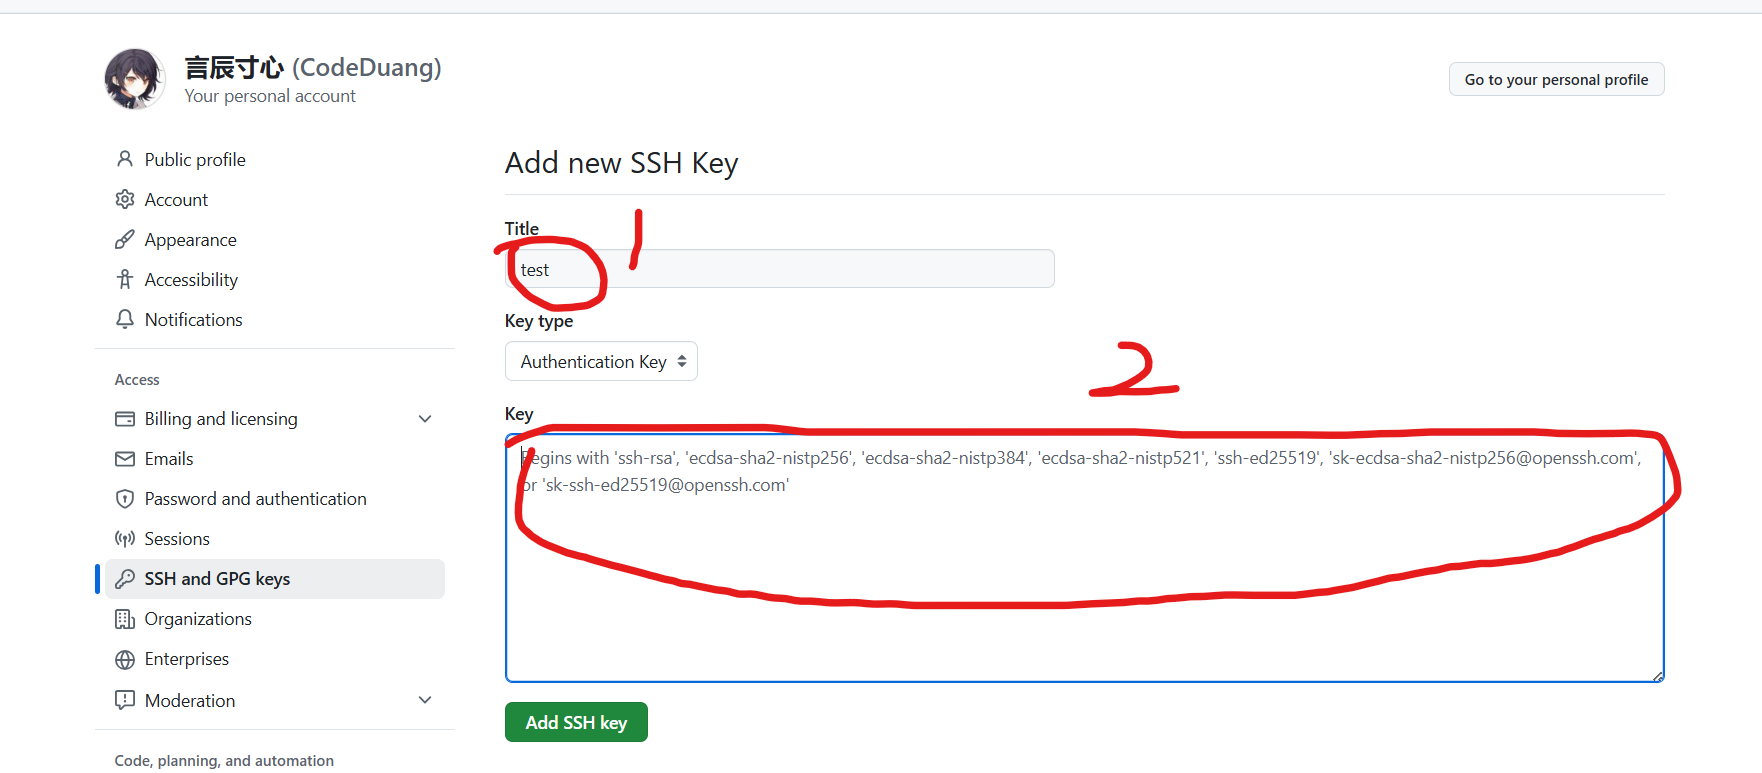 言辰寸心 (CodeDuang)
Your personal account
Go to your personal profile
Public profile
Account
Appearance
Accessibility
Notifications
Access
Billing and licensing
Emails
Password and authentication
Sessions
SSH and GPG keys
Organizations
Enterprises
Moderation
Code, planning, and automation
Add new SSH Key
Title
1
test
Key type
Authentication Key
2
Key
Begins with 'ssh-rsa', 'ecdsa-sha2-nistp256', 'ecdsa-sha2-nistp384', 'ecdsa-sha2-nistp521', 'ssh-ed25519', 'sk-ecdsa-sha2-nistp256@openssh.com',
or 'sk-ssh-ed25519@openssh.com'
Add SSH key